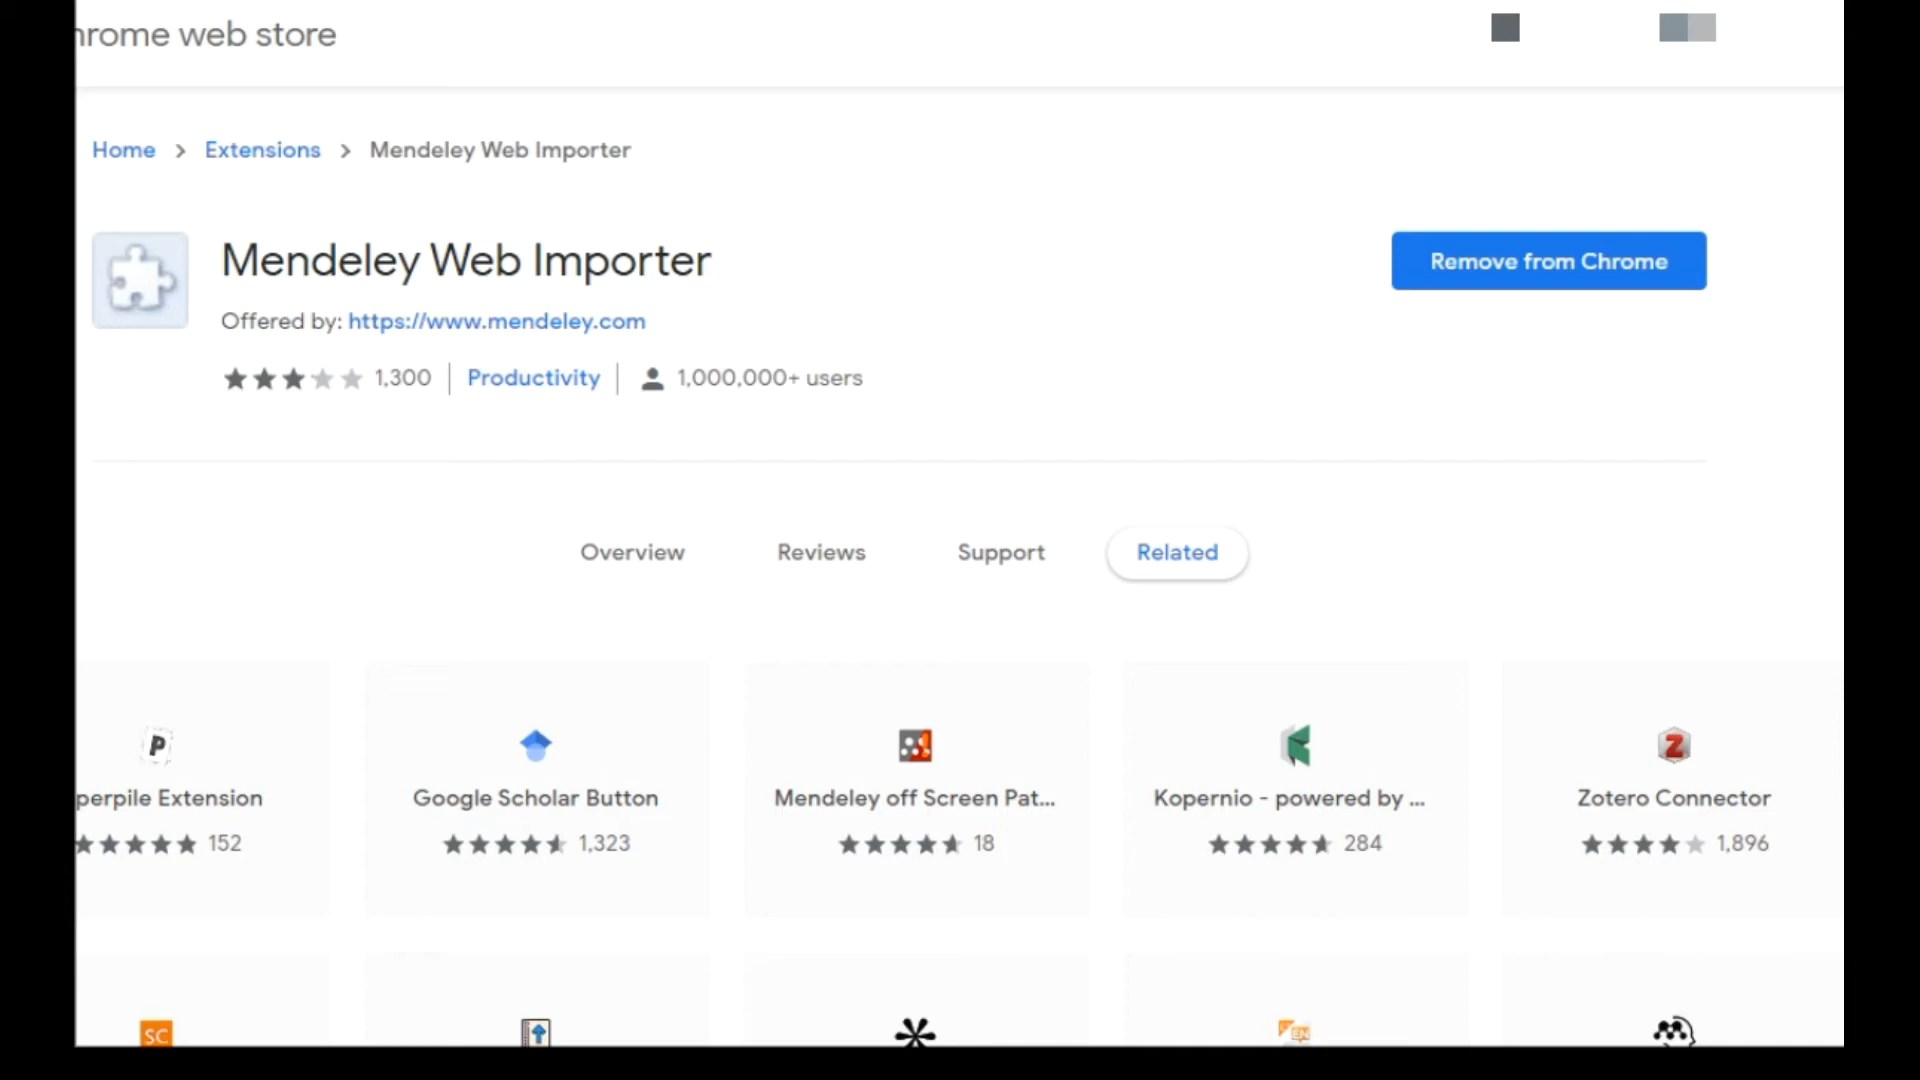 hrome web store
Home > Extensions > Mendeley Web Importer
Mendeley Web Importer
Remove from Chrome
Offered by: https://www.mendeley.com
1,300 | Productivity | 1,000,000+ users
Overview Reviews Support Related
P
Z
perpile Extension
Google Scholar Button
Mendeley off Screen Pat...
Kopernio - powered by ...
Zotero Connector
152
1,323
18
284
1,896
SC
EN